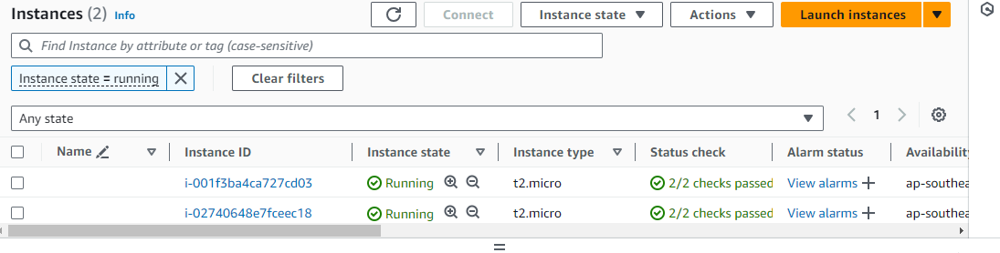 Instances (2) Info Connect Instance state Actions Launch instances
Find Instance by attribute or tag (case-sensitive)
Instance state = running Clear filters
Any state 1
Name Instance ID Instance state Instance type Status check Alarm status Availability
i-001f3ba4ca727cd03 Running t2.micro 2/2 checks passed View alarms ap-southea
i-02740648e7fceec18 Running t2.micro 2/2 checks passed View alarms ap-southea